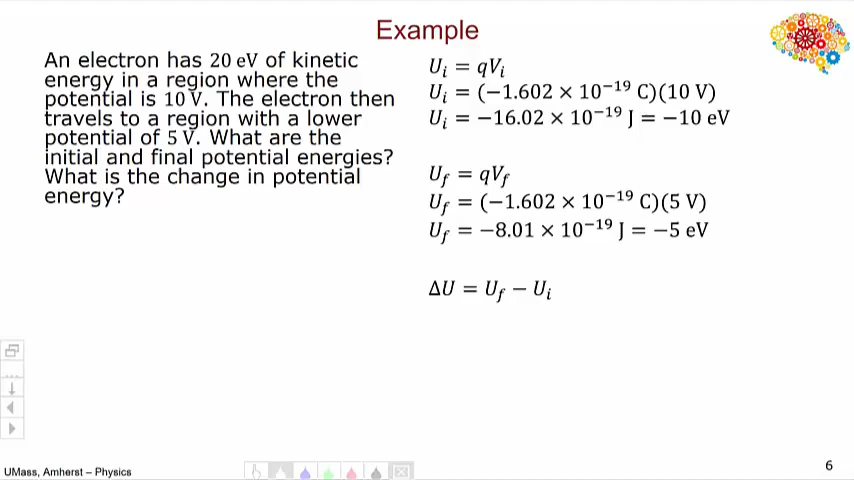 Example
An electron has 20 eV of kinetic
energy in a region where the
potential is 10 V. The electron then
travels to a region with a lower
potential of 5 V. What are the
initial and final potential energies?
What is the change in potential
energy?
U_i = qV_i
U_i = (−1.602 × 10^−19 C)(10 V)
U_i = −16.02 × 10^−19 J = −10 eV
U_f = qV_f
U_f = (−1.602 × 10^−19 C)(5 V)
U_f = −8.01 × 10^−19 J = −5 eV
ΔU = U_f − U_i
UMass, Amherst – Physics
6